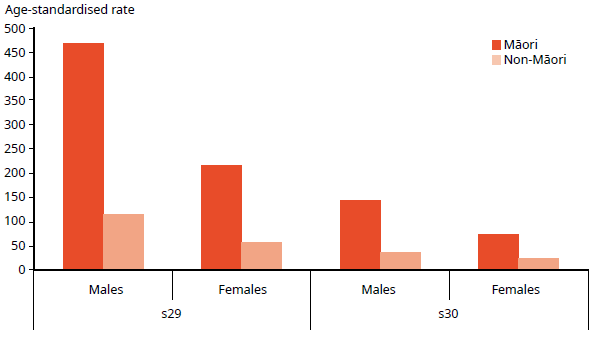 Age-standardised rate
500
450
400
350
300
250
200
150
100
50
0
Māori
Non-Māori
Males
Females
Males
Females
s29
s30